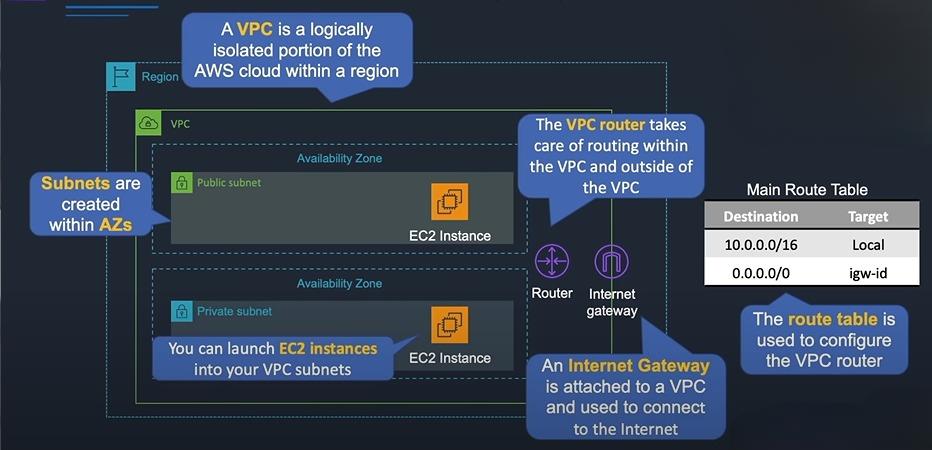 A VPC is a logically
isolated portion of the
AWS cloud within a region
Region
VPC
The VPC router takes
care of routing within
the VPC and outside of
the VPC
Availability Zone
Public subnet
EC2 Instance
Subnets are
created
within AZs
Main Route Table
Destination Target
10.0.0.0/16 Local
0.0.0.0/0 igw-id
Router
Internet
gateway
Availability Zone
Private subnet
EC2 Instance
You can launch EC2 instances
into your VPC subnets
The route table is
used to configure
the VPC router
An Internet Gateway
is attached to a VPC
and used to connect
to the Internet